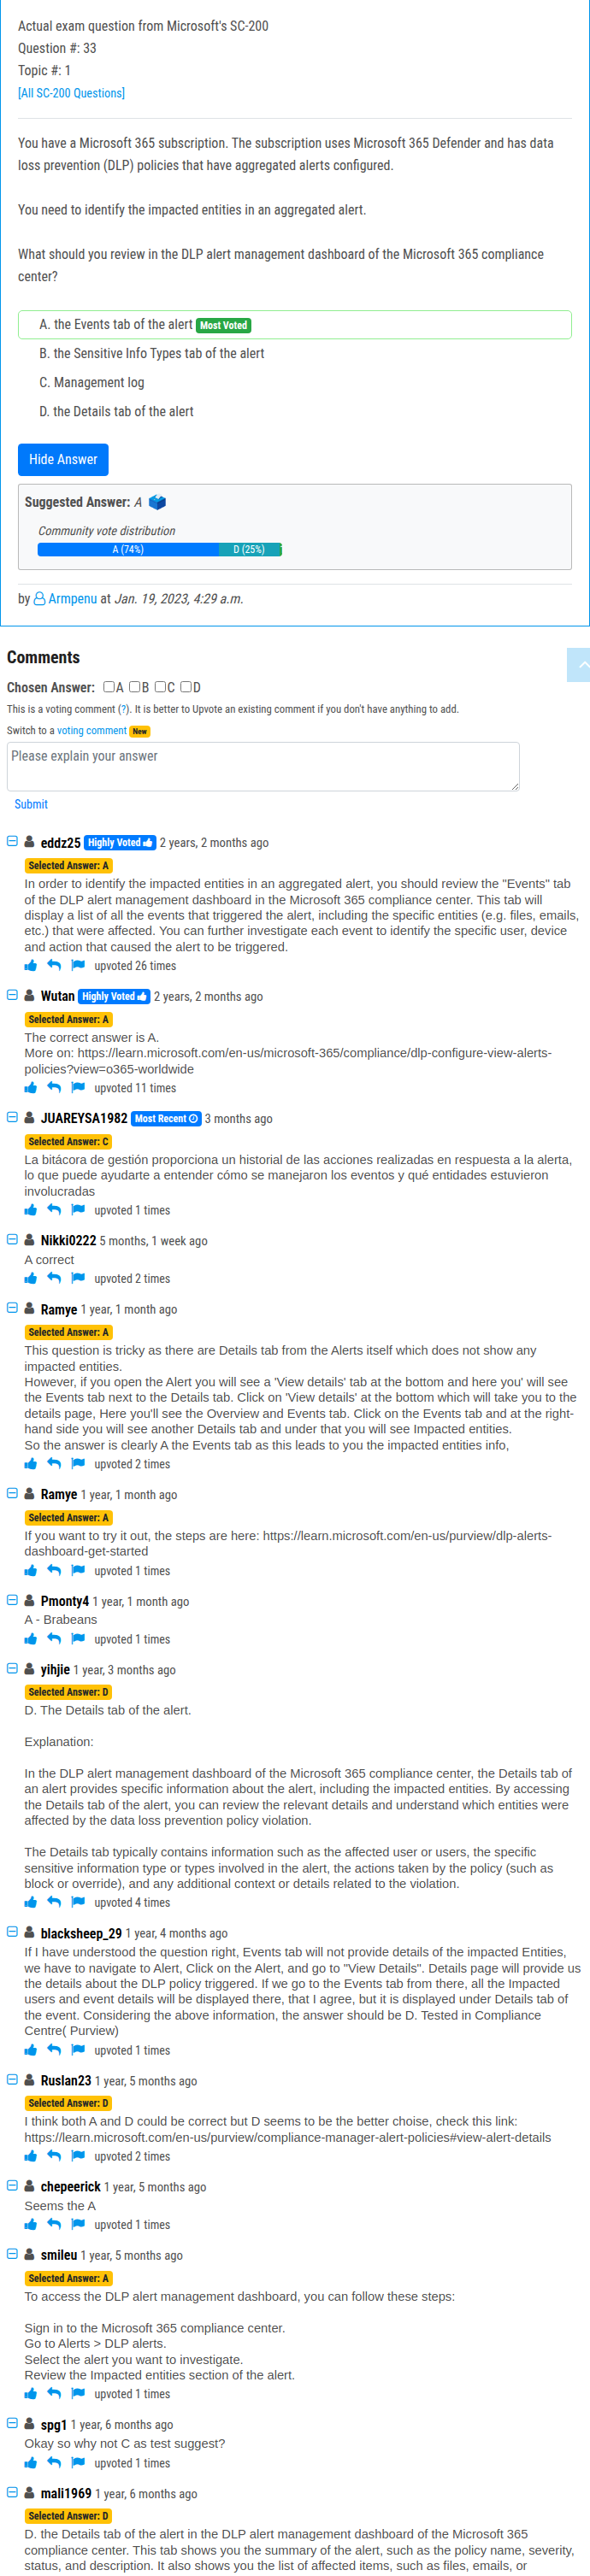 Actual exam question from Microsoft's SC-200
Question #: 33
Topic #: 1
[All SC-200 Questions]
You have a Microsoft 365 subscription. The subscription uses Microsoft 365 Defender and has data
loss prevention (DLP) policies that have aggregated alerts configured.
You need to identify the impacted entities in an aggregated alert.
What should you review in the DLP alert management dashboard of the Microsoft 365 compliance
center?
A. the Events tab of the alert Most Voted
B. the Sensitive Info Types tab of the alert
C. Management log
D. the Details tab of the alert
Hide Answer
Suggested Answer: A
Community vote distribution
A (74%) D (25%)
by Armpenu at Jan. 19, 2023, 4:29 a.m.
Comments
Chosen Answer: A B C D
This is a voting comment (?). It is better to Upvote an existing comment if you don't have anything to add.
Switch to a voting comment New
Please explain your answer
Submit
eddz25 Highly Voted 2 years, 2 months ago
Selected Answer: A
In order to identify the impacted entities in an aggregated alert, you should review the "Events" tab
of the DLP alert management dashboard in the Microsoft 365 compliance center. This tab will
display a list of all the events that triggered the alert, including the specific entities (e.g. files, emails,
etc.) that were affected. You can further investigate each event to identify the specific user, device
and action that caused the alert to be triggered.
upvoted 26 times
Wutan Highly Voted 2 years, 2 months ago
Selected Answer: A
The correct answer is A.
More on: https://learn.microsoft.com/en-us/microsoft-365/compliance/dlp-configure-view-alerts-
policies?view=o365-worldwide
upvoted 11 times
JUAREYSA1982 Most Recent 3 months ago
Selected Answer: C
La bitácora de gestión proporciona un historial de las acciones realizadas en respuesta a la alerta,
lo que puede ayudarte a entender cómo se manejaron los eventos y qué entidades estuvieron
involucradas
upvoted 1 times
Nikki0222 5 months, 1 week ago
A correct
upvoted 2 times
Ramye 1 year, 1 month ago
Selected Answer: A
This question is tricky as there are Details tab from the Alerts itself which does not show any
impacted entities.
However, if you open the Alert you will see a 'View details' tab at the bottom and here you' will see
the Events tab next to the Details tab. Click on 'View details' at the bottom which will take you to the
details page, Here you'll see the Overview and Events tab. Click on the Events tab and at the right-
hand side you will see another Details tab and under that you will see Impacted entities.
So the answer is clearly A the Events tab as this leads to you the impacted entities info,
upvoted 2 times
Ramye 1 year, 1 month ago
Selected Answer: A
If you want to try it out, the steps are here: https://learn.microsoft.com/en-us/purview/dlp-alerts-
dashboard-get-started
upvoted 1 times
Pmonty4 1 year, 1 month ago
A - Brabeans
upvoted 1 times
yihjie 1 year, 3 months ago
Selected Answer: D
D. The Details tab of the alert.
Explanation:
In the DLP alert management dashboard of the Microsoft 365 compliance center, the Details tab of
an alert provides specific information about the alert, including the impacted entities. By accessing
the Details tab of the alert, you can review the relevant details and understand which entities were
affected by the data loss prevention policy violation.
The Details tab typically contains information such as the affected user or users, the specific
sensitive information type or types involved in the alert, the actions taken by the policy (such as
block or override), and any additional context or details related to the violation.
upvoted 4 times
blacksheep_29 1 year, 4 months ago
If I have understood the question right, Events tab will not provide details of the impacted Entities,
we have to navigate to Alert, Click on the Alert, and go to "View Details". Details page will provide us
the details about the DLP policy triggered. If we go to the Events tab from there, all the Impacted
users and event details will be displayed there, that I agree, but it is displayed under Details tab of
the event. Considering the above information, the answer should be D. Tested in Compliance
Centre( Purview)
upvoted 1 times
Ruslan23 1 year, 5 months ago
Selected Answer: D
I think both A and D could be correct but D seems to be the better choise, check this link:
https://learn.microsoft.com/en-us/purview/compliance-manager-alert-policies#view-alert-details
upvoted 2 times
chepeerick 1 year, 5 months ago
Seems the A
upvoted 1 times
smileu 1 year, 5 months ago
Selected Answer: A
To access the DLP alert management dashboard, you can follow these steps:
Sign in to the Microsoft 365 compliance center.
Go to Alerts > DLP alerts.
Select the alert you want to investigate.
Review the Impacted entities section of the alert.
upvoted 1 times
spg1 1 year, 6 months ago
Okay so why not C as test suggest?
upvoted 1 times
mali1969 1 year, 6 months ago
Selected Answer: D
D. the Details tab of the alert in the DLP alert management dashboard of the Microsoft 365
compliance center. This tab shows you the summary of the alert, such as the policy name, severity,
status, and description. It also shows you the list of affected items, such as files, emails, or